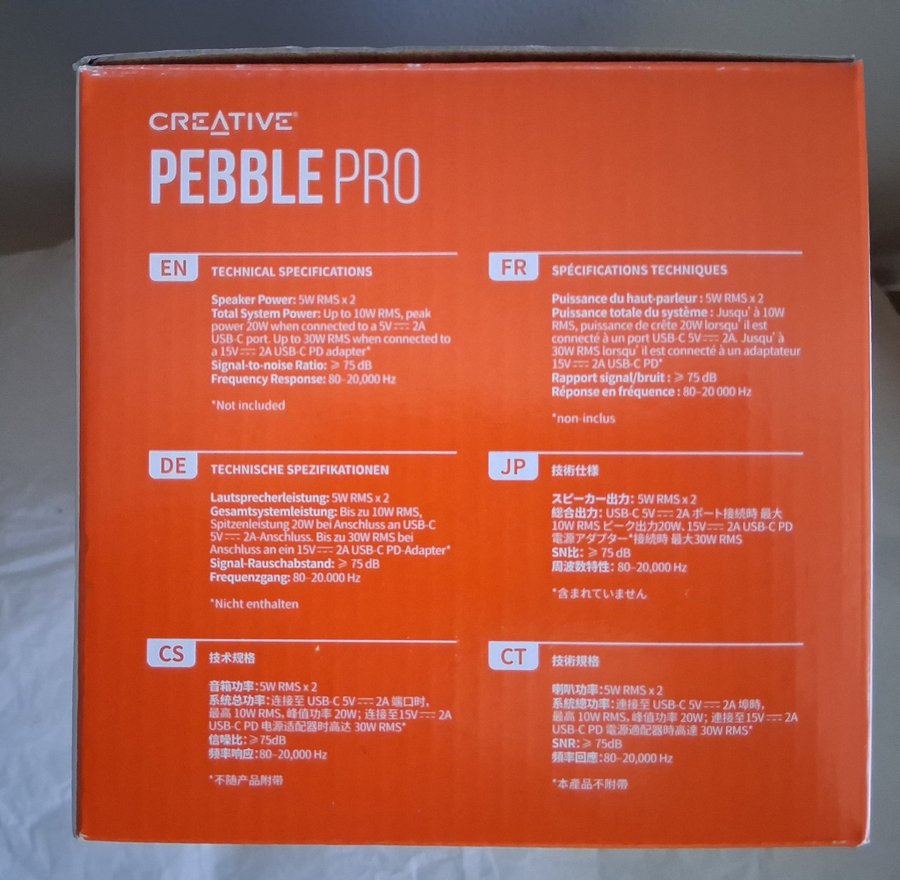 CREATIVE®
PEBBLE PRO
EN TECHNICAL SPECIFICATIONS
Speaker Power: 5W RMS x 2
Total System Power: Up to 10W RMS, peak
power 20W when connected to a 5V⎓ 2A
USB-C port. Up to 30W RMS when connected to
a 15V⎓ 2A USB-C PD adapter*
Signal-to-noise Ratio: ⩾ 75 dB
Frequency Response: 80–20,000 Hz
*Not included
FR SPÉCIFICATIONS TECHNIQUES
Puissance du haut-parleur : 5W RMS x 2
Puissance totale du système : Jusqu' à 10W
RMS, puissance de crête 20W lorsqu' il est
connecté à un port USB-C 5V⎓ 2A. Jusqu' à
30W RMS lorsqu' il est connecté à un adaptateur
15V⎓ 2A USB-C PD*
Rapport signal/bruit : ⩾ 75 dB
Réponse en fréquence : 80–20 000 Hz
*non-inclus
DE TECHNISCHE SPEZIFIKATIONEN
Lautsprecherleistung: 5W RMS x 2
Gesamtsystemleistung: Bis zu 10W RMS,
Spitzenleistung 20W bei Anschluss an USB-C
5V⎓ 2A-Anschluss. Bis zu 30W RMS bei
Anschluss an ein 15V⎓ 2A USB-C PD-Adapter*
Signal-Rauschabstand: ⩾ 75 dB
Frequenzgang: 80–20.000 Hz
*Nicht enthalten
JP 技術仕様
スピーカー出力: 5W RMS x 2
総合出力: USB-C 5V⎓ 2A ポート接続時 最大
10W RMS ピーク出力20W. 15V⎓ 2A USB-C PD
電源アダプター*接続時 最大30W RMS
SN比: ⩾ 75 dB
周波数特性: 80–20,000 Hz
*含まれていません
CS 技术规格
音箱功率:5W RMS x 2
系统总功率:连接至 USB-C 5V⎓ 2A 端口时,
最高 10W RMS, 峰值功率 20W; 连接至15V⎓ 2A
USB-C PD 电源适配器时高达 30W RMS*
信噪比:⩾75dB
频率响应:80–20,000 Hz
*不随产品附带
CT 技術規格
喇叭功率:5W RMS x 2
系統總功率: 連接至 USB-C 5V⎓ 2A 埠時,
最高 10W RMS, 峰值功率 20W; 連接至15V⎓ 2A
USB-C PD 電源適配器時高達 30W RMS*
SNR: ⩾ 75dB
頻率回應:80–20,000 Hz
*本產品不附帶